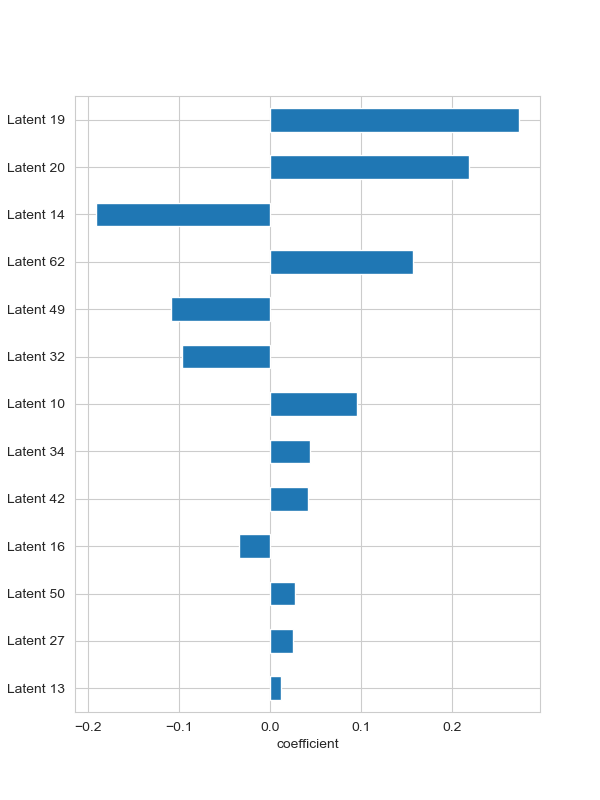 Latent 19
Latent 20
Latent 14
Latent 62
Latent 49
Latent 32
Latent 10
Latent 34
Latent 42
Latent 16
Latent 50
Latent 27
Latent 13
−0.2 −0.1 0.0 0.1 0.2
coefficient